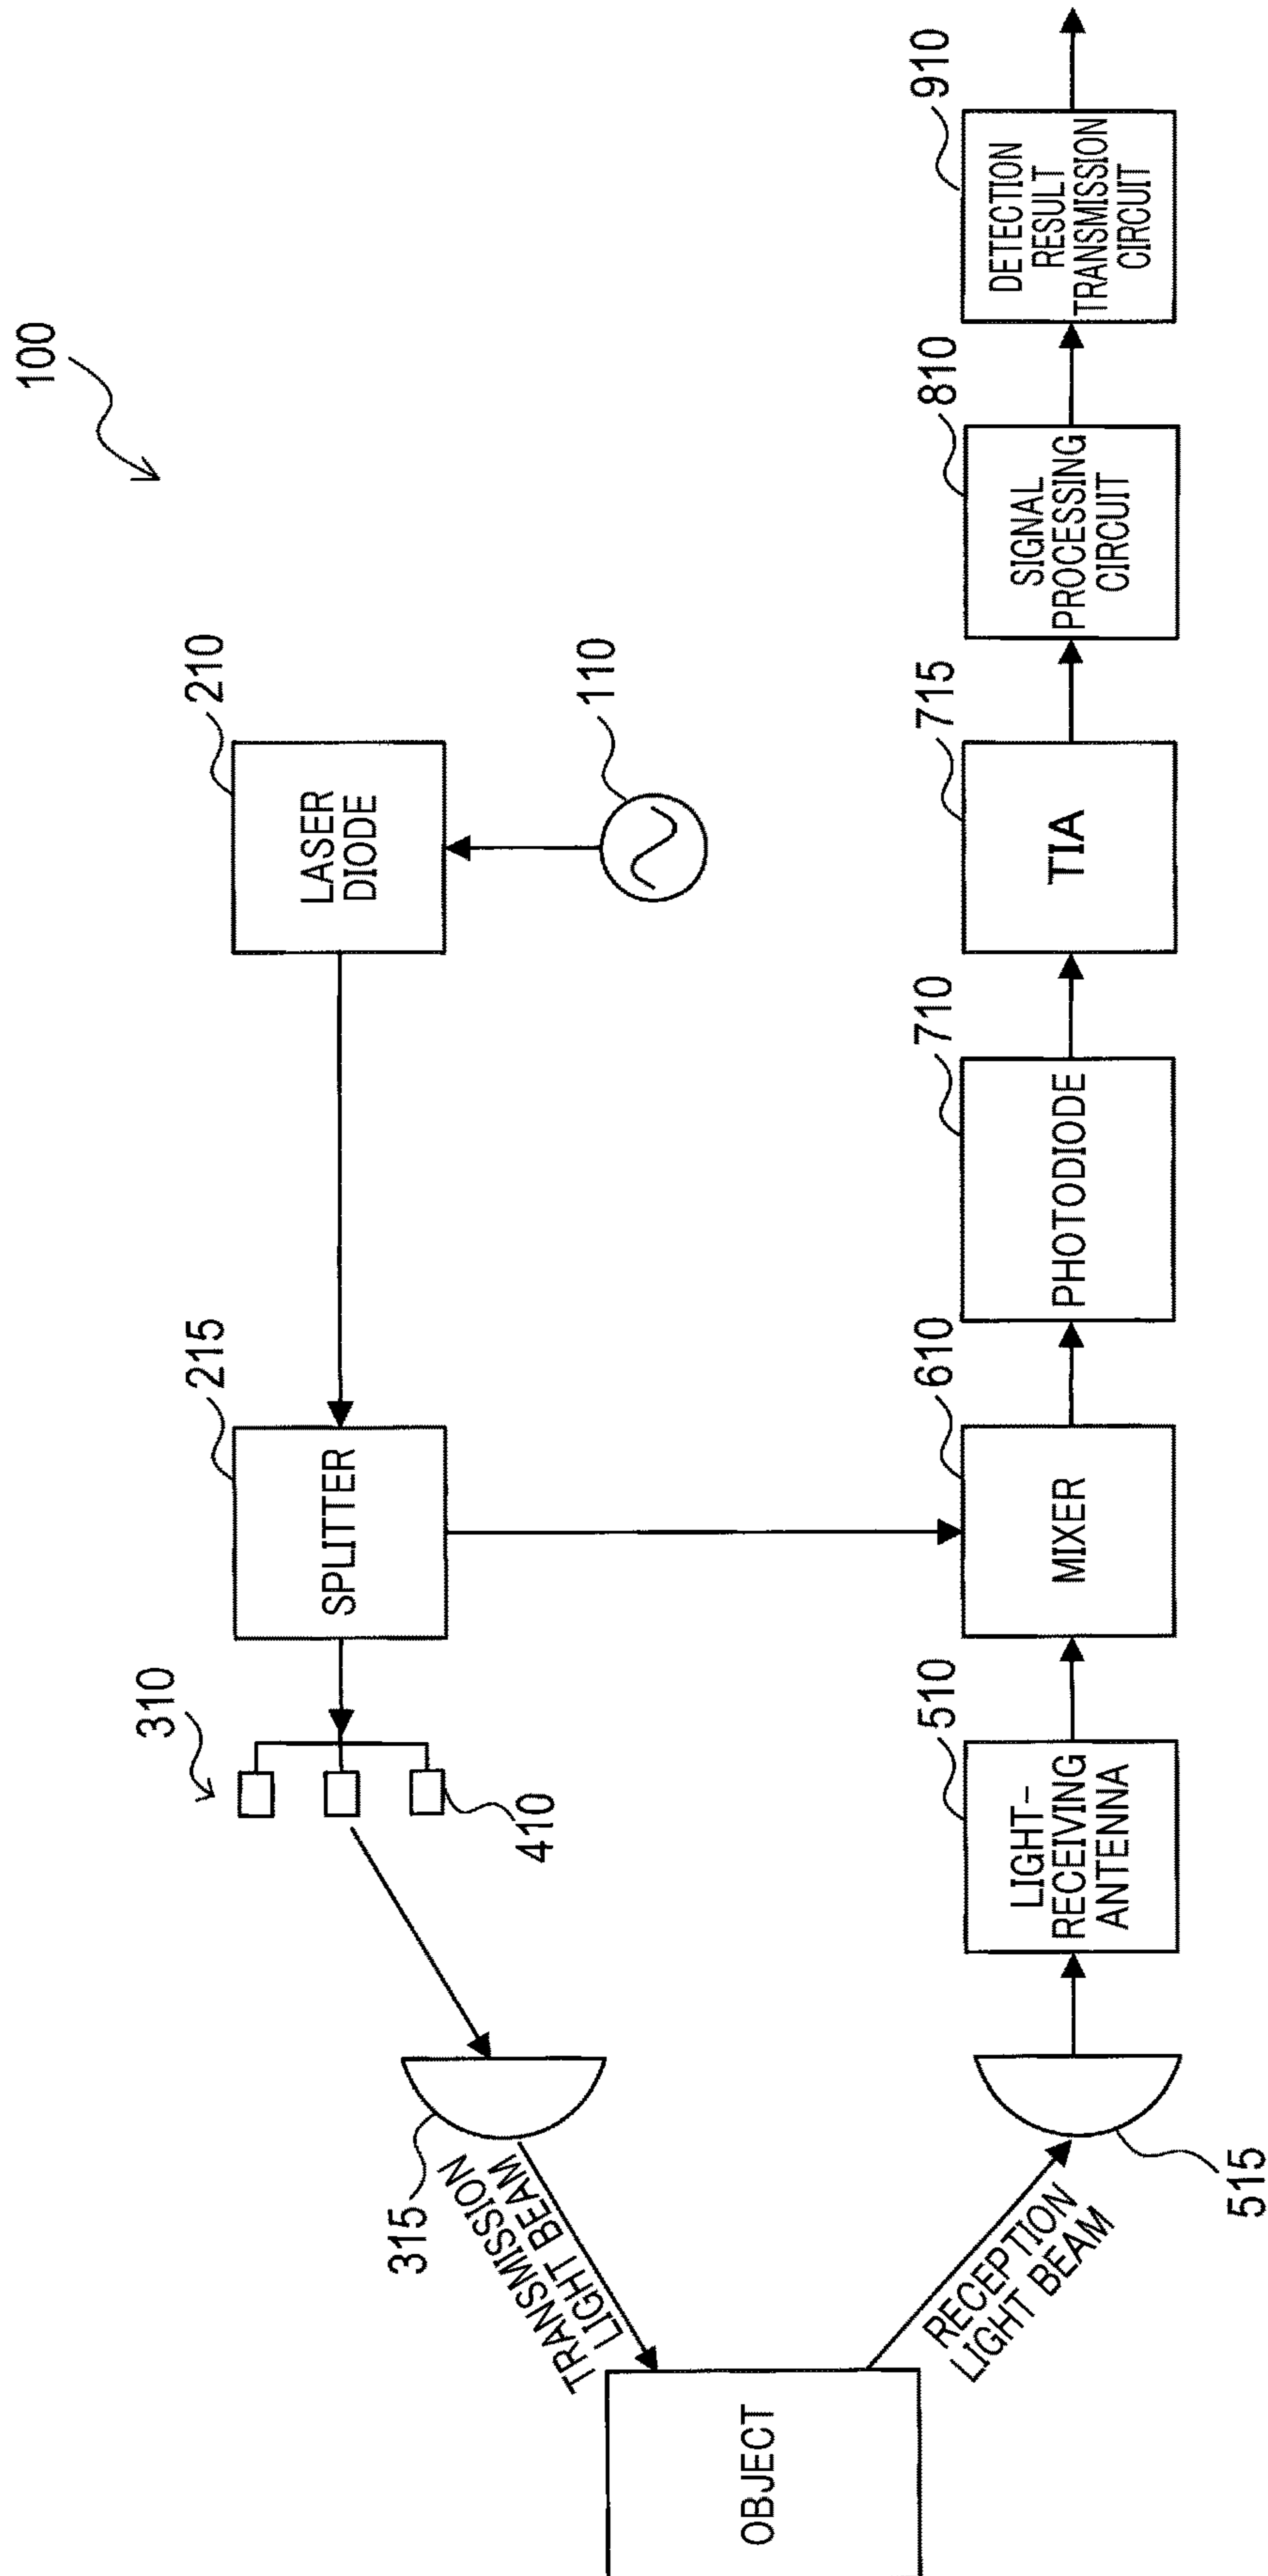 100
210
LASER
DIODE
110
215
SPLITTER
310
410
315
TRANSMISSION
LIGHT BEAM
OBJECT
RECEPTION
LIGHT BEAM
515
510
LIGHT-
RECEIVING
ANTENNA
610
MIXER
710
PHOTODIODE
715
TIA
810
SIGNAL
PROCESSING
CIRCUIT
910
DETECTION
RESULT
TRANSMISSION
CIRCUIT